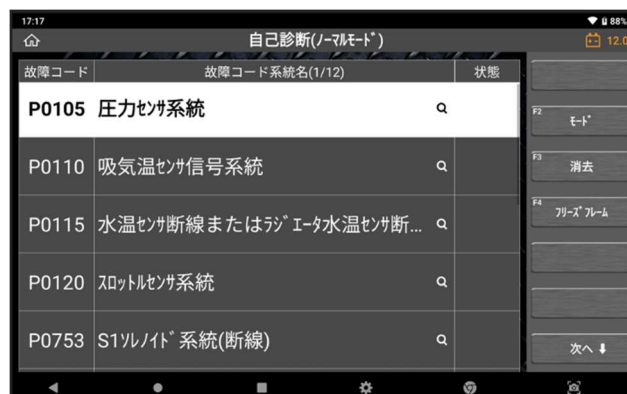 17:17
88%
自己診断(ﾉｰﾏﾙﾓｰﾄﾞ)
12.0
故障コード 故障コード系統名(1/12) 状態
P0105 圧力ｾﾝｻ系統
P0110 吸気温ｾﾝｻ信号系統
P0115 水温ｾﾝｻ断線またはﾗｼﾞｴｰﾀ水温ｾﾝｻ断...
P0120 ｽﾛｯﾄﾙｾﾝｻ系統
P0753 S1ｿﾚﾉｲﾄﾞ系統(断線)
F2 ﾓｰﾄﾞ
F3 消去
F4 ﾌﾘｰｽﾞﾌﾚｰﾑ
次へ ⬇